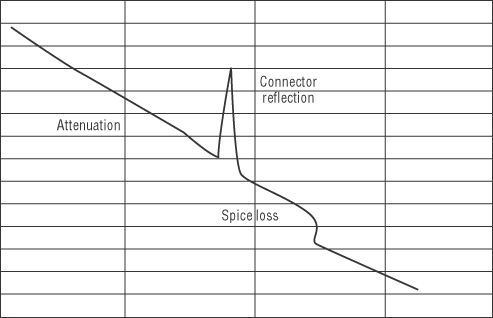 Connector
reflection
Attenuation
Spice loss